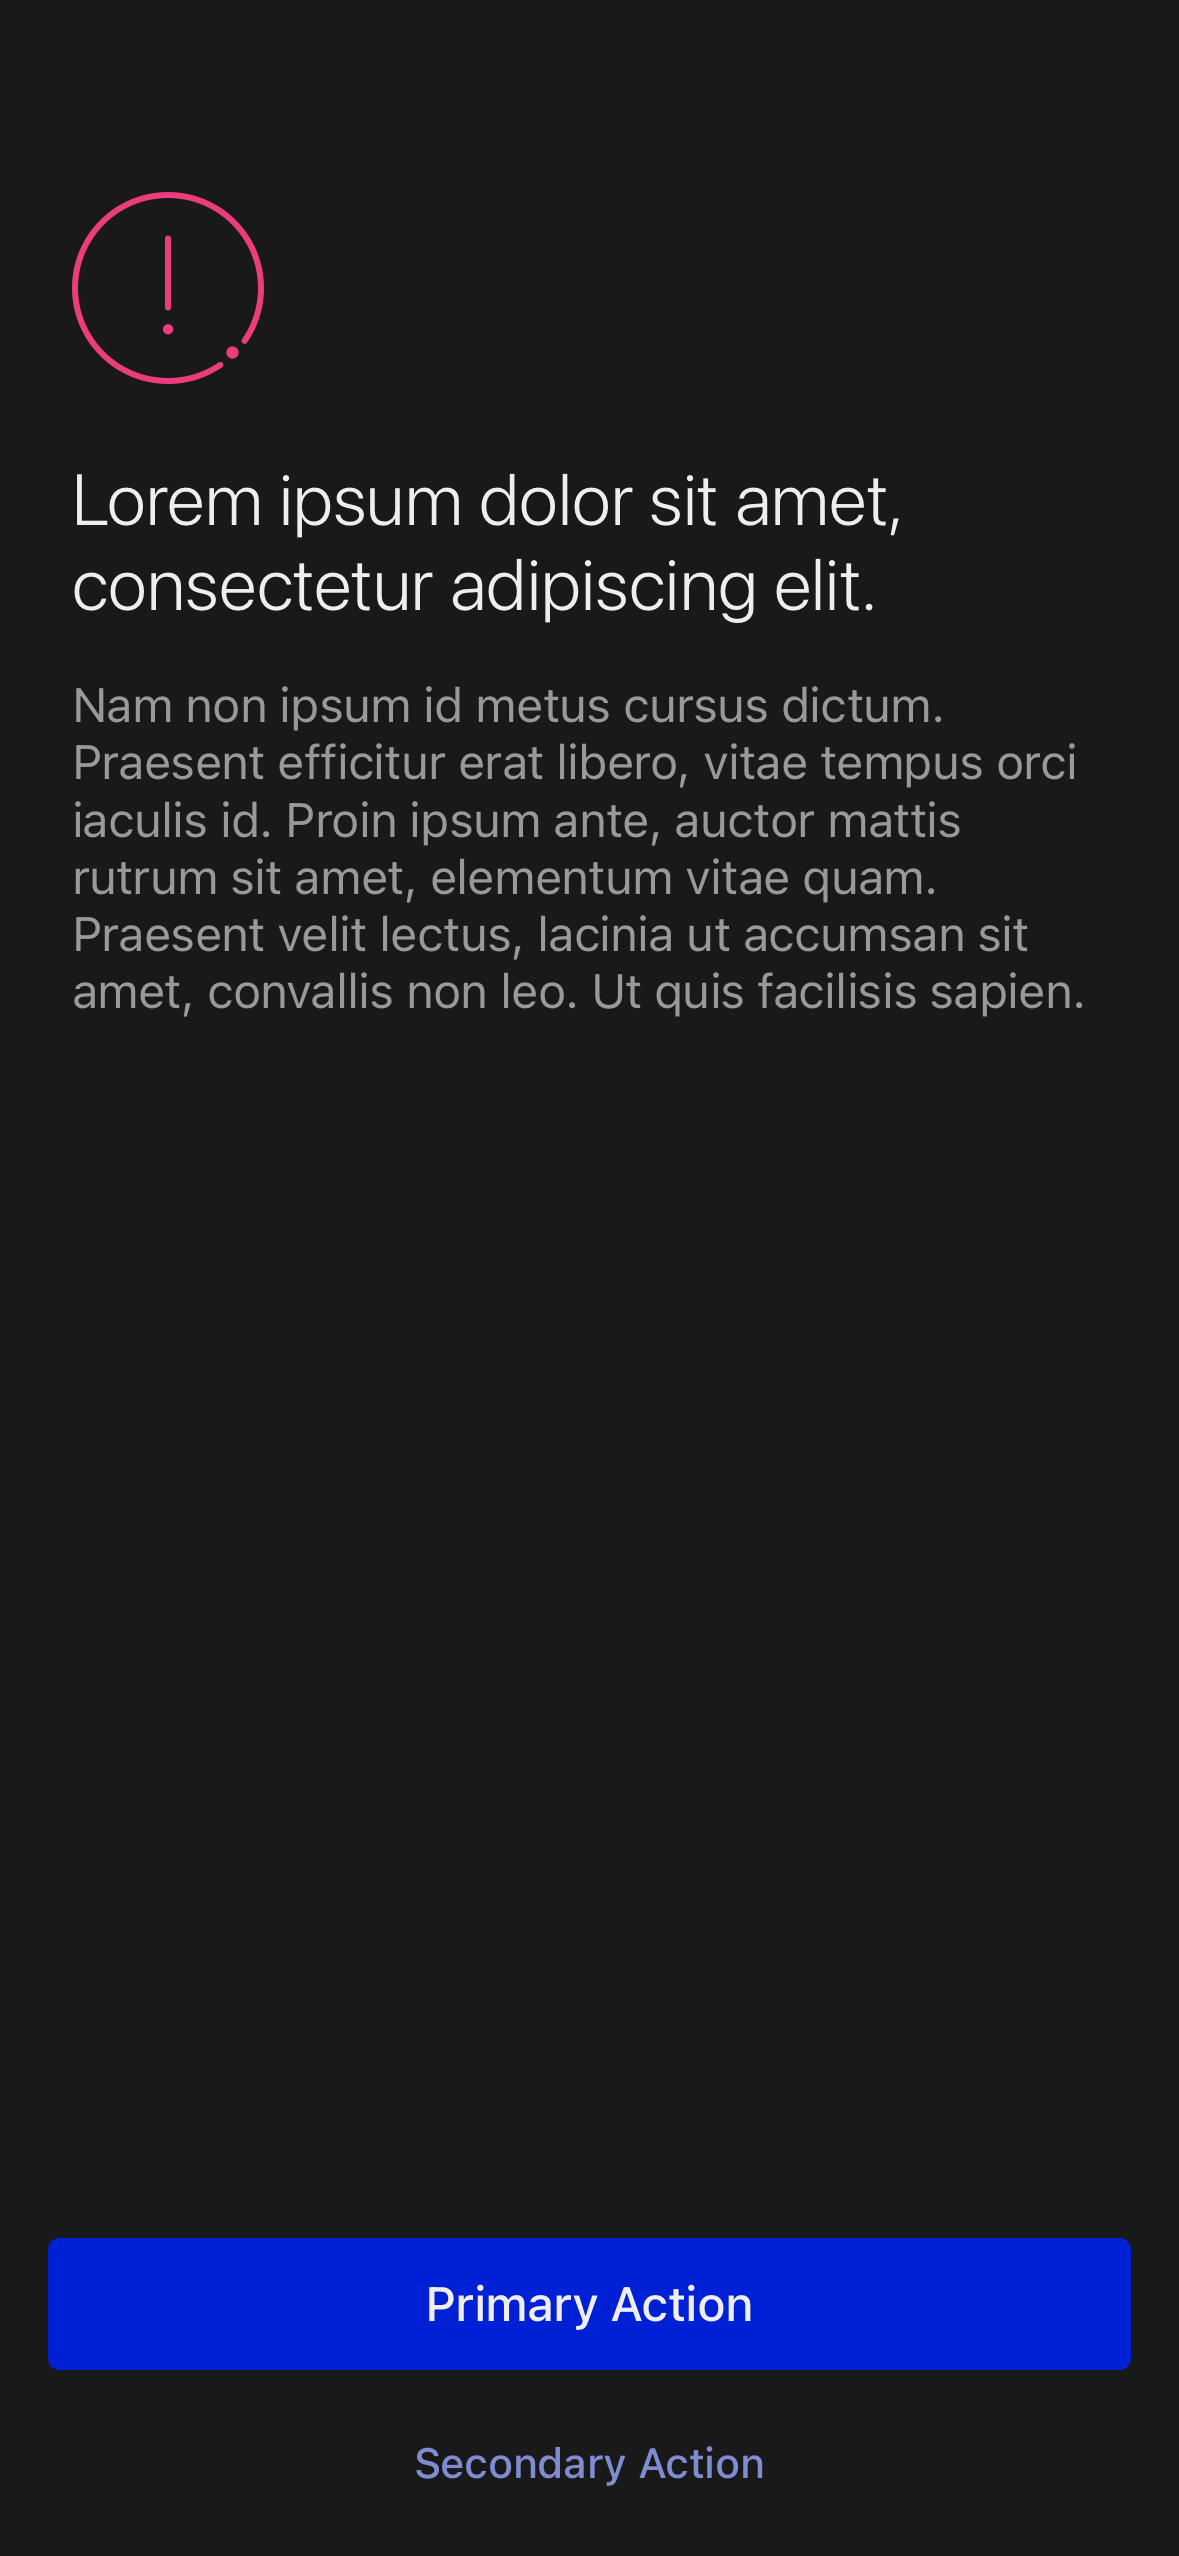 Lorem ipsum dolor sit amet,
consectetur adipiscing elit.
Nam non ipsum id metus cursus dictum.
Praesent efficitur erat libero, vitae tempus orci
iaculis id. Proin ipsum ante, auctor mattis
rutrum sit amet, elementum vitae quam.
Praesent velit lectus, lacinia ut accumsan sit
amet, convallis non leo. Ut quis facilisis sapien.
Primary Action
Secondary Action